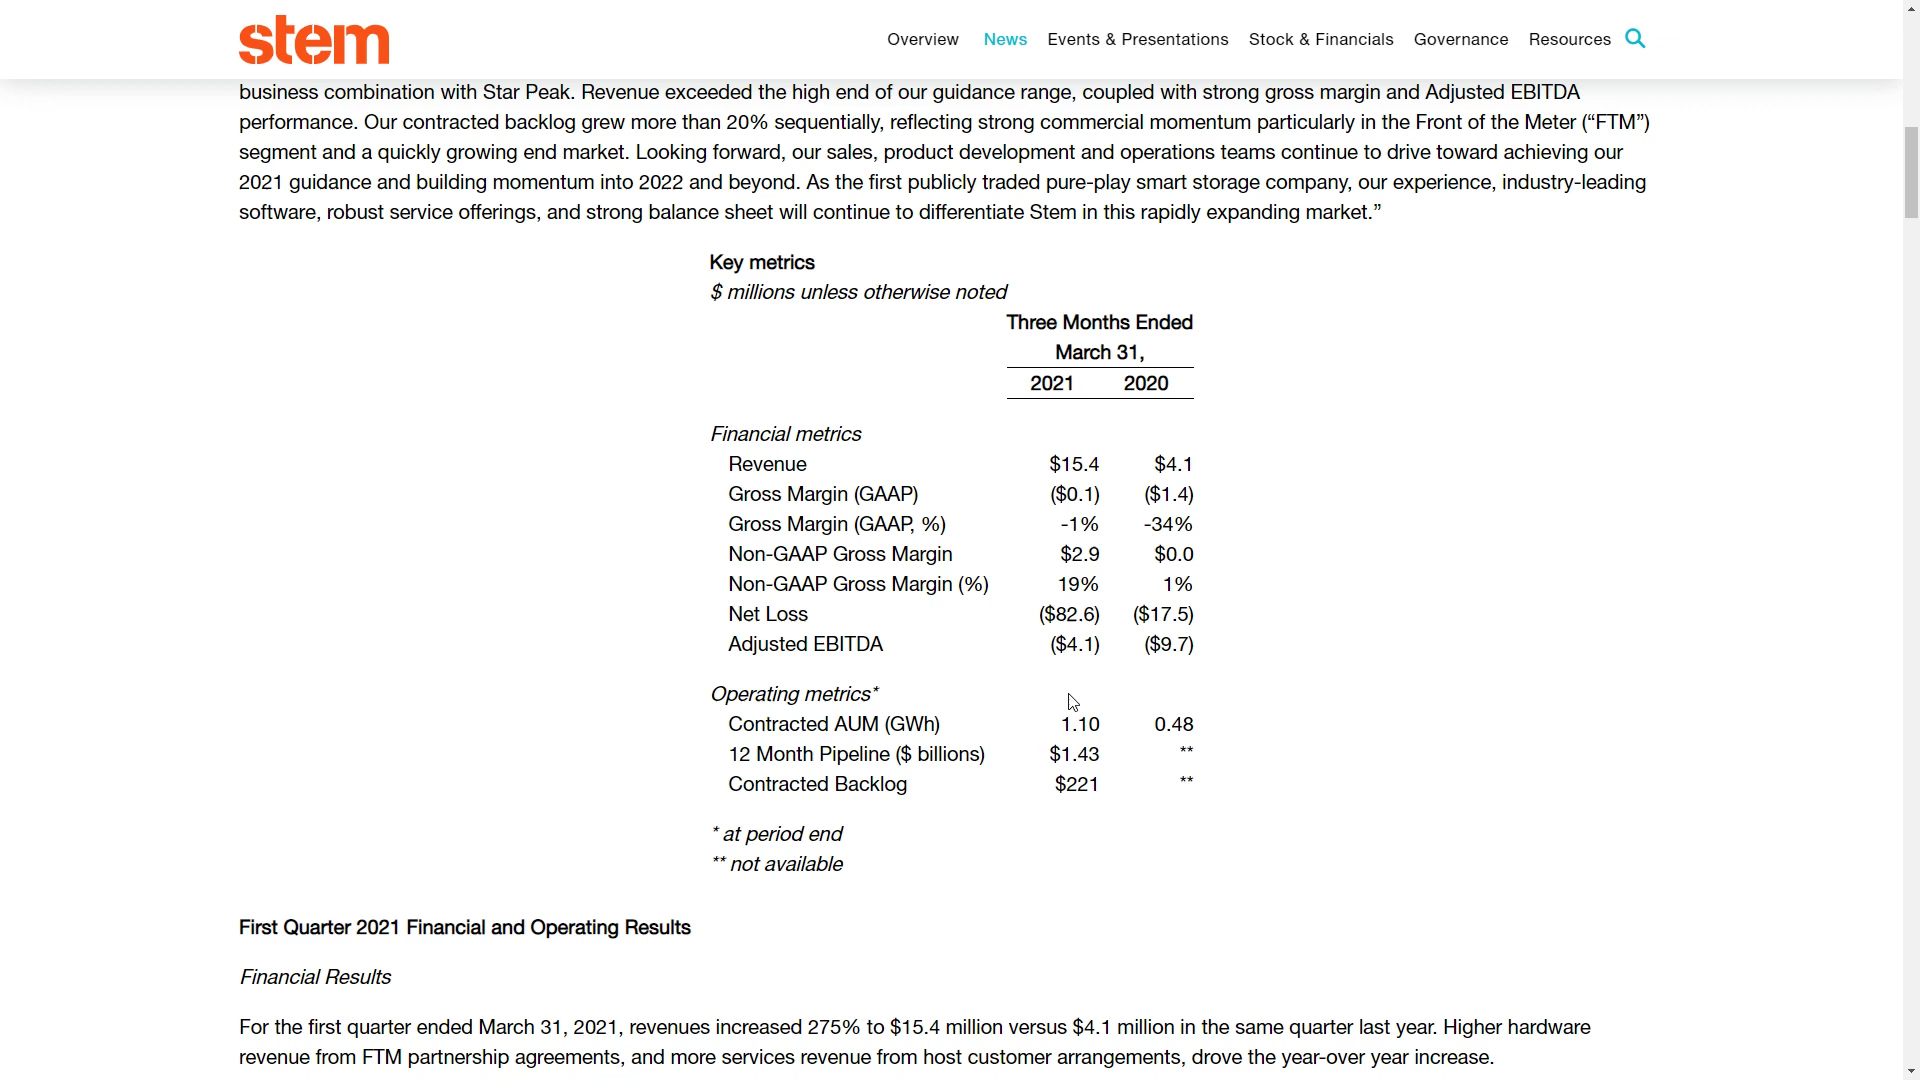 stem
Overview News Events & Presentations Stock & Financials Governance Resources
business combination with Star Peak. Revenue exceeded the high end of our guidance range, coupled with strong gross margin and Adjusted EBITDA
performance. Our contracted backlog grew more than 20% sequentially, reflecting strong commercial momentum particularly in the Front of the Meter (“FTM”)
segment and a quickly growing end market. Looking forward, our sales, product development and operations teams continue to drive toward achieving our
2021 guidance and building momentum into 2022 and beyond. As the first publicly traded pure-play smart storage company, our experience, industry-leading
software, robust service offerings, and strong balance sheet will continue to differentiate Stem in this rapidly expanding market.”
Key metrics
$ millions unless otherwise noted
Three Months Ended
March 31,
2021 2020
Financial metrics
Revenue $15.4 $4.1
Gross Margin (GAAP) ($0.1) ($1.4)
Gross Margin (GAAP, %) -1% -34%
Non-GAAP Gross Margin $2.9 $0.0
Non-GAAP Gross Margin (%) 19% 1%
Net Loss ($82.6) ($17.5)
Adjusted EBITDA ($4.1) ($9.7)
Operating metrics*
Contracted AUM (GWh) 1.10 0.48
12 Month Pipeline ($ billions) $1.43 **
Contracted Backlog $221 **
* at period end
** not available
First Quarter 2021 Financial and Operating Results
Financial Results
For the first quarter ended March 31, 2021, revenues increased 275% to $15.4 million versus $4.1 million in the same quarter last year. Higher hardware
revenue from FTM partnership agreements, and more services revenue from host customer arrangements, drove the year-over year increase.